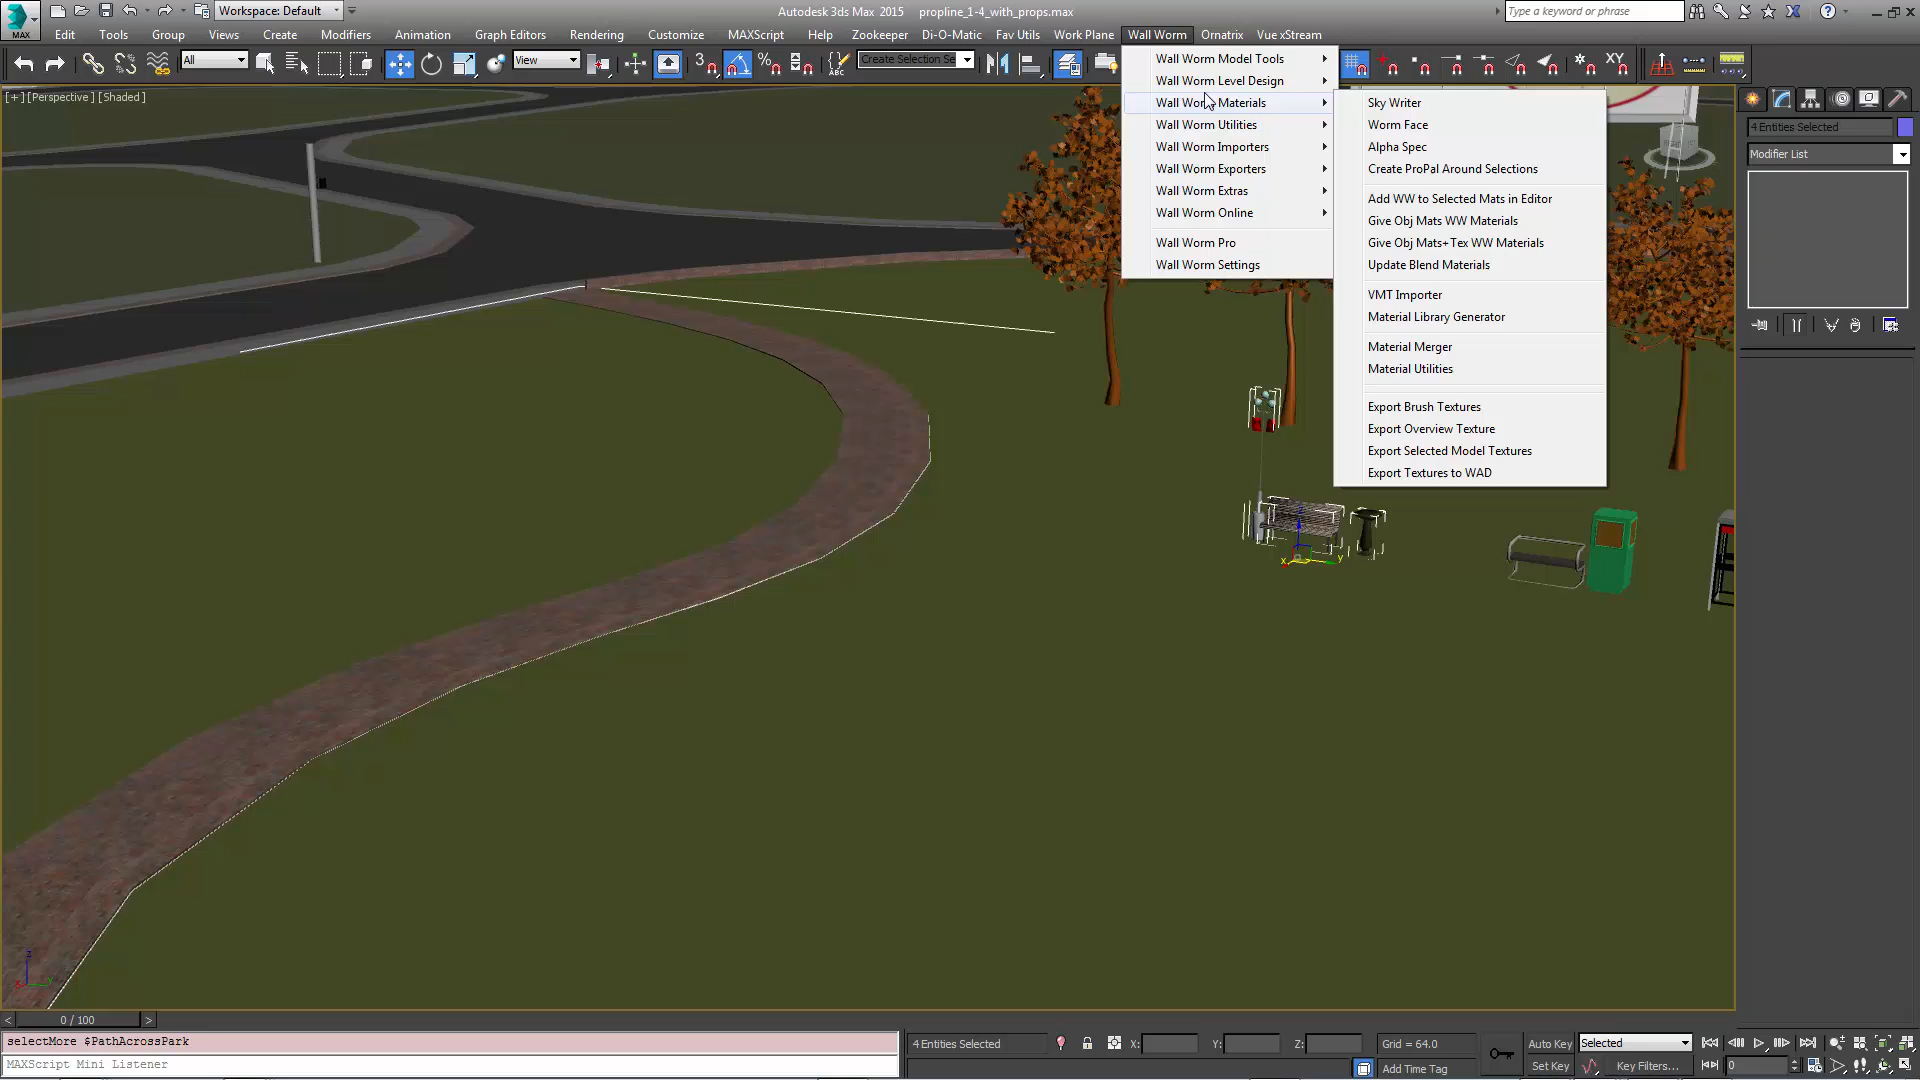 Workspace: Default
Autodesk 3ds Max 2015
propline_1-4_with_props.max
Type a keyword or phrase
MAX
Edit
Tools
Group
Views
Create
Modifiers
Animation
Graph Editors
Rendering
Customize
MAXScript
Help
Zookeeper
Di-O-Matic
Fav Utils
Work Plane
Wall Worm
Ornatrix
Vue xStream
All
View
3
Create Selection Se
XY
[+] [Perspective] [Shaded]
Wall Worm Model Tools
Wall Worm Level Design
Wall Worm Materials
Wall Worm Utilities
Wall Worm Importers
Wall Worm Exporters
Wall Worm Extras
Wall Worm Online
Wall Worm Pro
Wall Worm Settings
Sky Writer
Worm Face
Alpha Spec
Create ProPal Around Selections
Add WW to Selected Mats in Editor
Give Obj Mats WW Materials
Give Obj Mats+Tex WW Materials
Update Blend Materials
VMT Importer
Material Library Generator
Material Merger
Material Utilities
Export Brush Textures
Export Overview Texture
Export Selected Model Textures
Export Textures to WAD
4 Entities Selected
Modifier List
x
y
z
0 / 100
selectMore $PathAcrossPark
MAXScript Mini Listener
4 Entities Selected
X:
Y:
Z:
Grid = 64.0
Add Time Tag
Auto Key
Selected
Set Key
Key Filters...
0